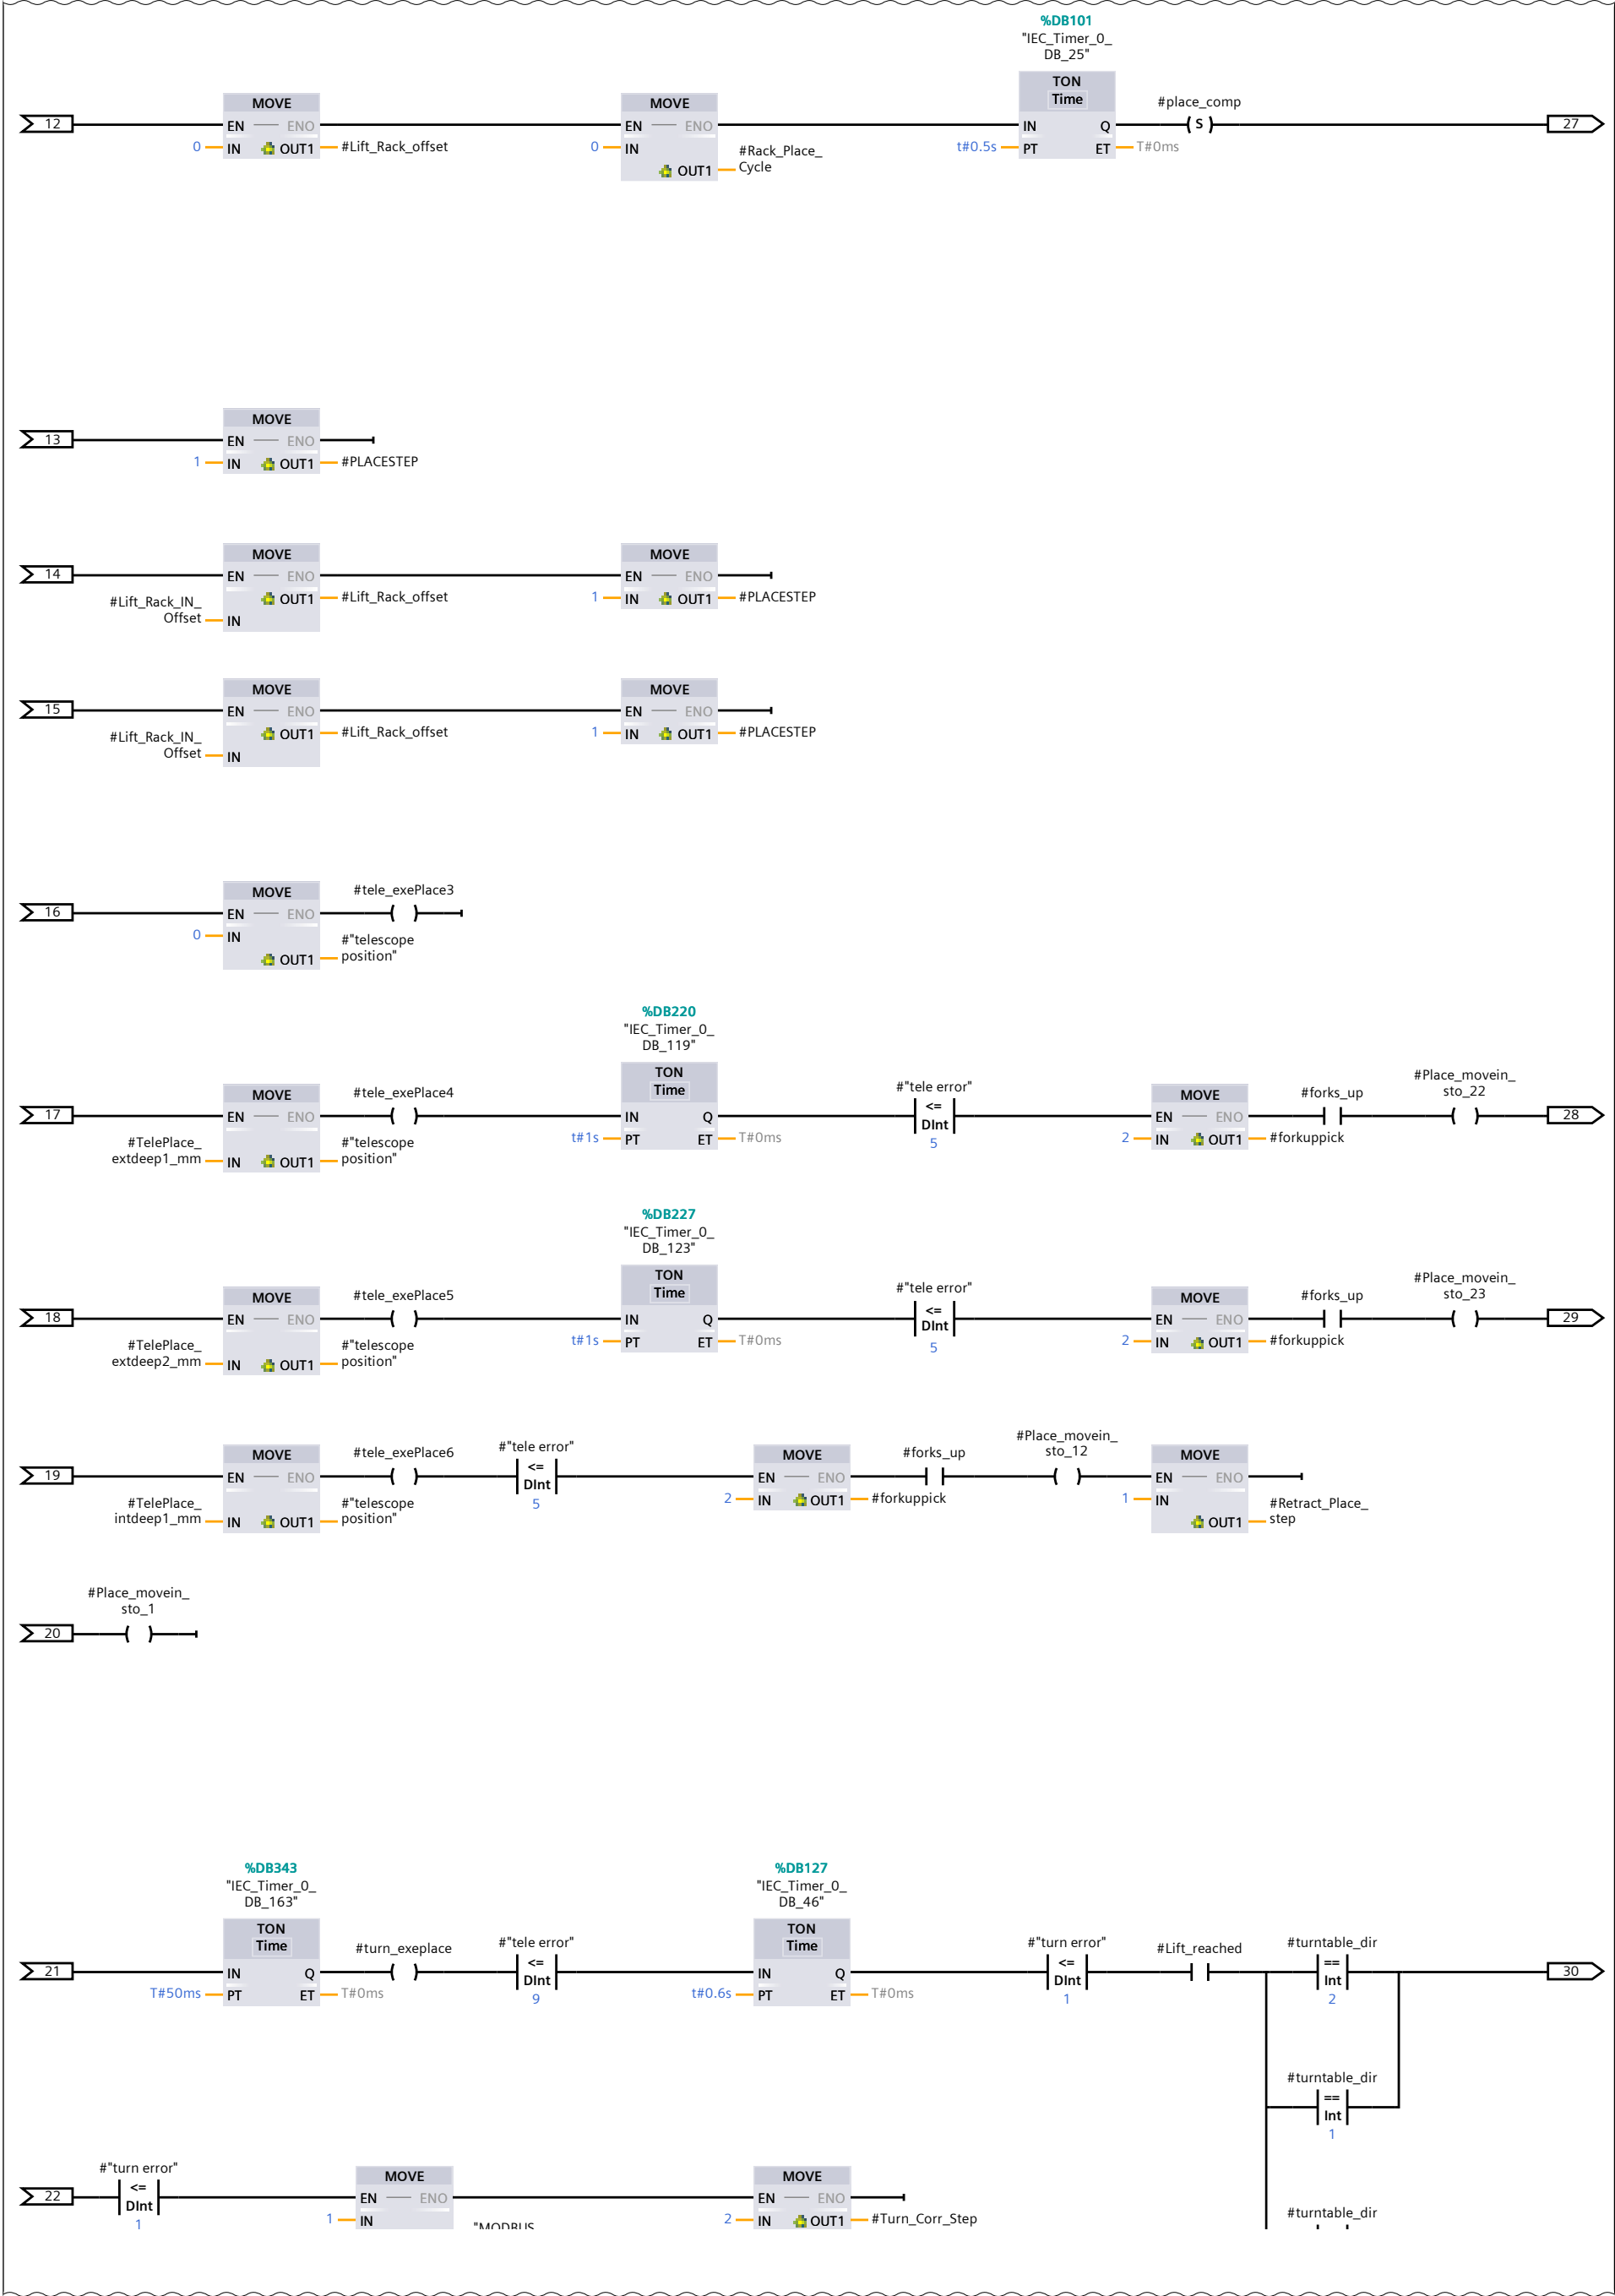 %DB101
"IEC_Timer_0_
DB_25"
TON
Time
#place_comp
MOVE
MOVE
12
EN ENO
EN ENO
IN Q
S
27
0 IN OUT1 #Lift_Rack_offset
0 IN
#Rack_Place_
Cycle
OUT1
t#0.5s PT ET T#0ms
MOVE
13
EN ENO
1 IN OUT1 #PLACESTEP
MOVE
MOVE
14
EN ENO
EN ENO
#Lift_Rack_IN_
Offset
IN
OUT1 #Lift_Rack_offset
1 IN OUT1 #PLACESTEP
MOVE
MOVE
15
EN ENO
EN ENO
#Lift_Rack_IN_
Offset
IN
OUT1 #Lift_Rack_offset
1 IN OUT1 #PLACESTEP
MOVE
#tele_exePlace3
16
EN ENO
0 IN
#"telescope
position"
OUT1
%DB220
"IEC_Timer_0_
DB_119"
TON
Time
MOVE
#tele_exePlace4
#"tele error"
MOVE
#forks_up
#Place_movein_
sto_22
17
EN ENO
IN Q
<=
DInt
5
EN ENO
28
#TelePlace_
extdeep1_mm
IN OUT1
#"telescope
position"
t#1s PT ET T#0ms
2 IN OUT1 #forkuppick
%DB227
"IEC_Timer_0_
DB_123"
TON
Time
MOVE
#tele_exePlace5
#"tele error"
MOVE
#forks_up
#Place_movein_
sto_23
18
EN ENO
IN Q
<=
DInt
5
EN ENO
29
#TelePlace_
extdeep2_mm
IN OUT1
#"telescope
position"
t#1s PT ET T#0ms
2 IN OUT1 #forkuppick
MOVE
#tele_exePlace6
#"tele error"
MOVE
#forks_up
#Place_movein_
sto_12
MOVE
19
EN ENO
<=
DInt
5
EN ENO
EN ENO
#TelePlace_
intdeep1_mm
IN OUT1
#"telescope
position"
2 IN OUT1 #forkuppick
1 IN
#Retract_Place_
step
OUT1
#Place_movein_
sto_1
20
%DB343
"IEC_Timer_0_
DB_163"
TON
Time
%DB127
"IEC_Timer_0_
DB_46"
TON
Time
#turn_exeplace
#"tele error"
#"turn error"
#Lift_reached
#turntable_dir
21
IN Q
<=
DInt
9
IN Q
<=
DInt
1
==
Int
2
30
T#50ms PT ET T#0ms
t#0.6s PT ET T#0ms
#turntable_dir
==
Int
1
#"turn error"
MOVE
MOVE
22
<=
DInt
1
EN ENO
EN ENO
1 IN
"MODBUS
2 IN OUT1 #Turn_Corr_Step
#turntable_dir